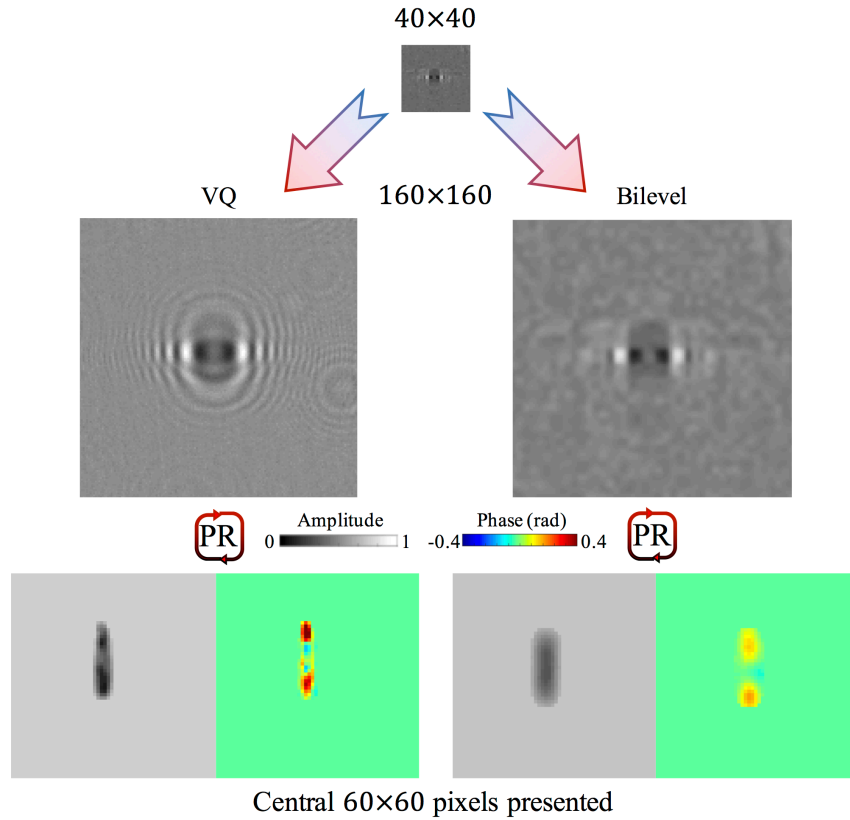 40×40
VQ
160×160
Bilevel
PR
Amplitude
0
1
Phase (rad)
-0.4
0.4
PR
Central 60×60 pixels presented